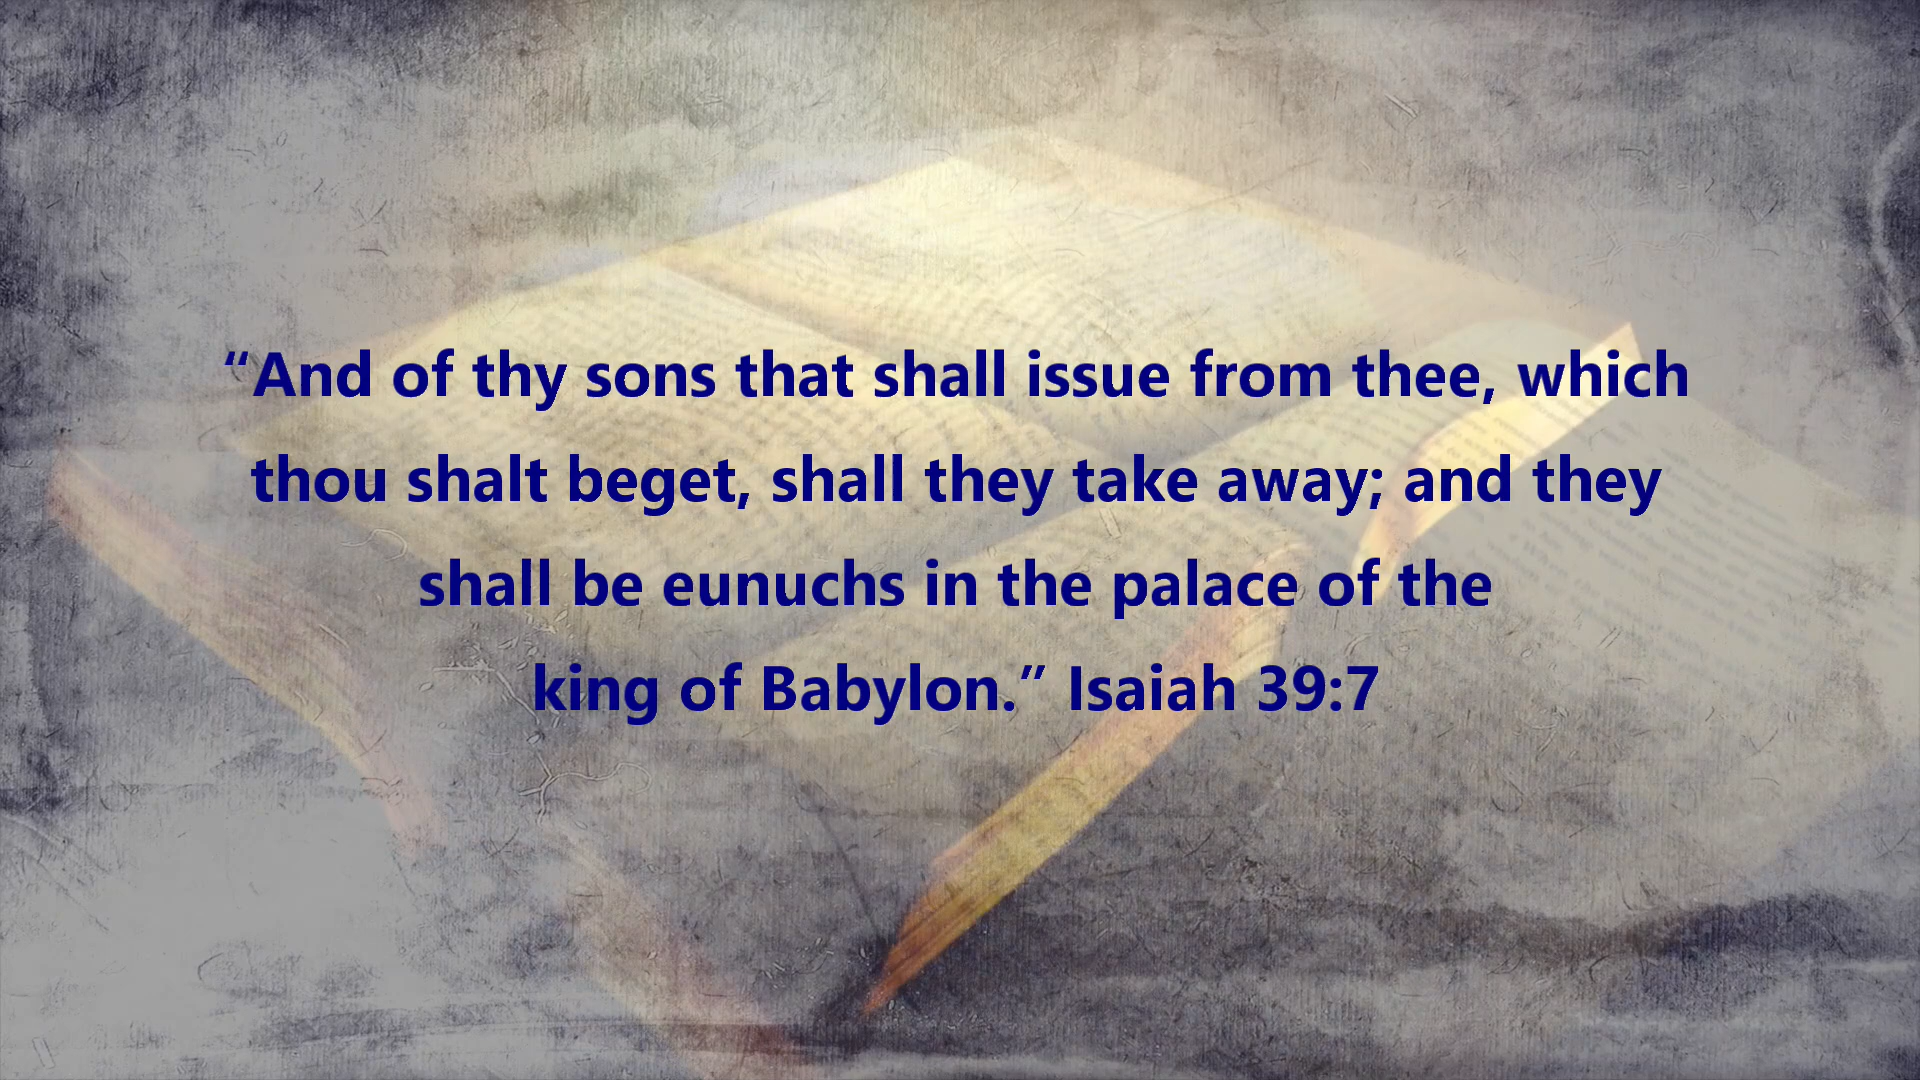 “And of thy sons that shall issue from thee, which
thou shalt beget, shall they take away; and they
shall be eunuchs in the palace of the
king of Babylon.” Isaiah 39:7